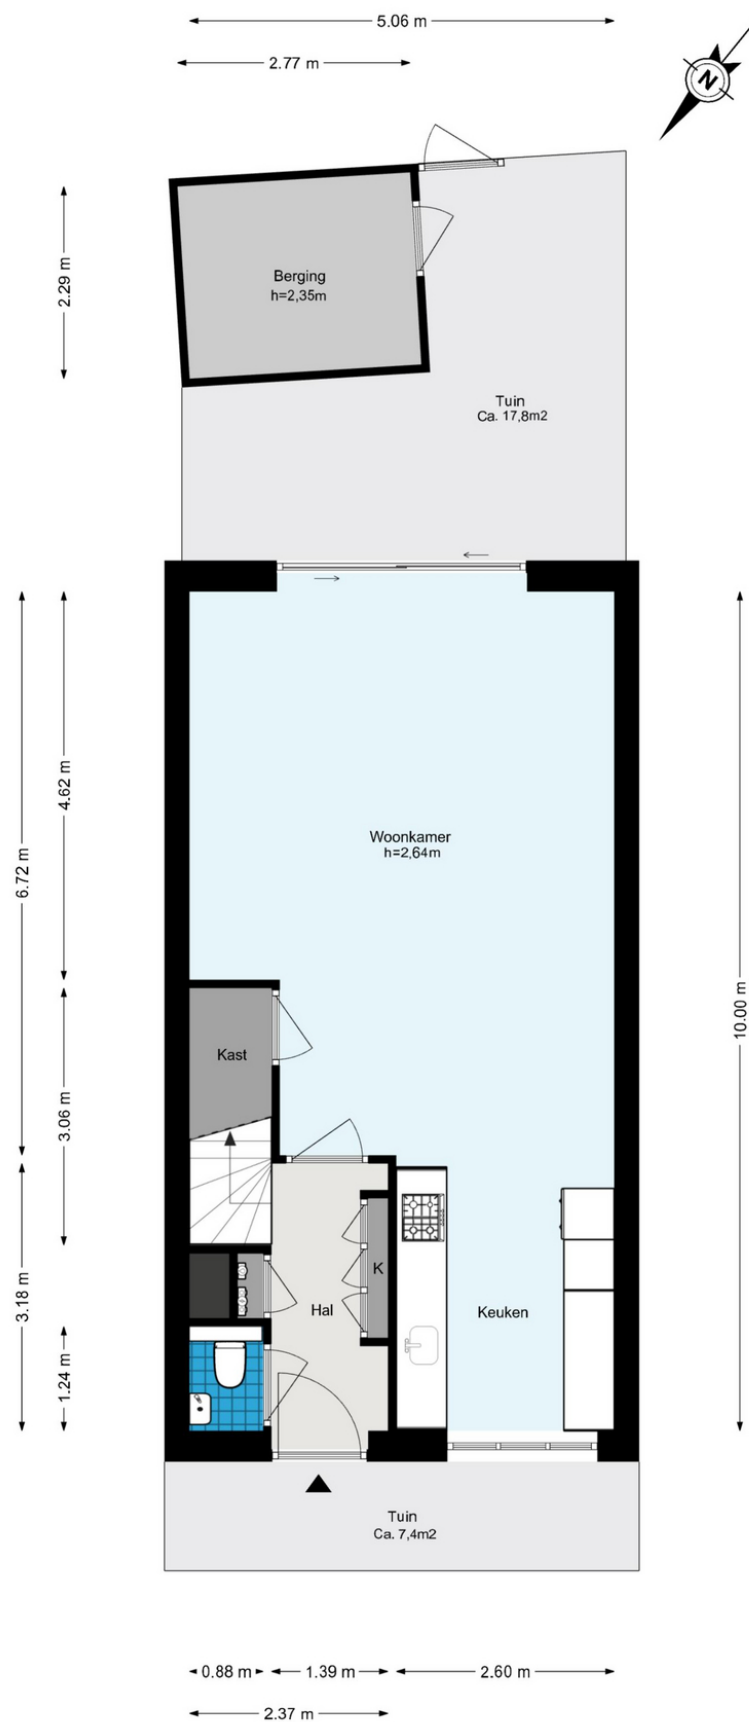 5.06 m
2.77 m
N
2.29 m
Berging
h=2,35m
Tuin
Ca. 17,8m2
4.62 m
6.72 m
Woonkamer
h=2,64m
10.00 m
Kast
3.06 m
3.18 m
K
Hal
Keuken
1.24 m
Tuin
Ca. 7,4m2
0.88 m
1.39 m
2.60 m
2.37 m